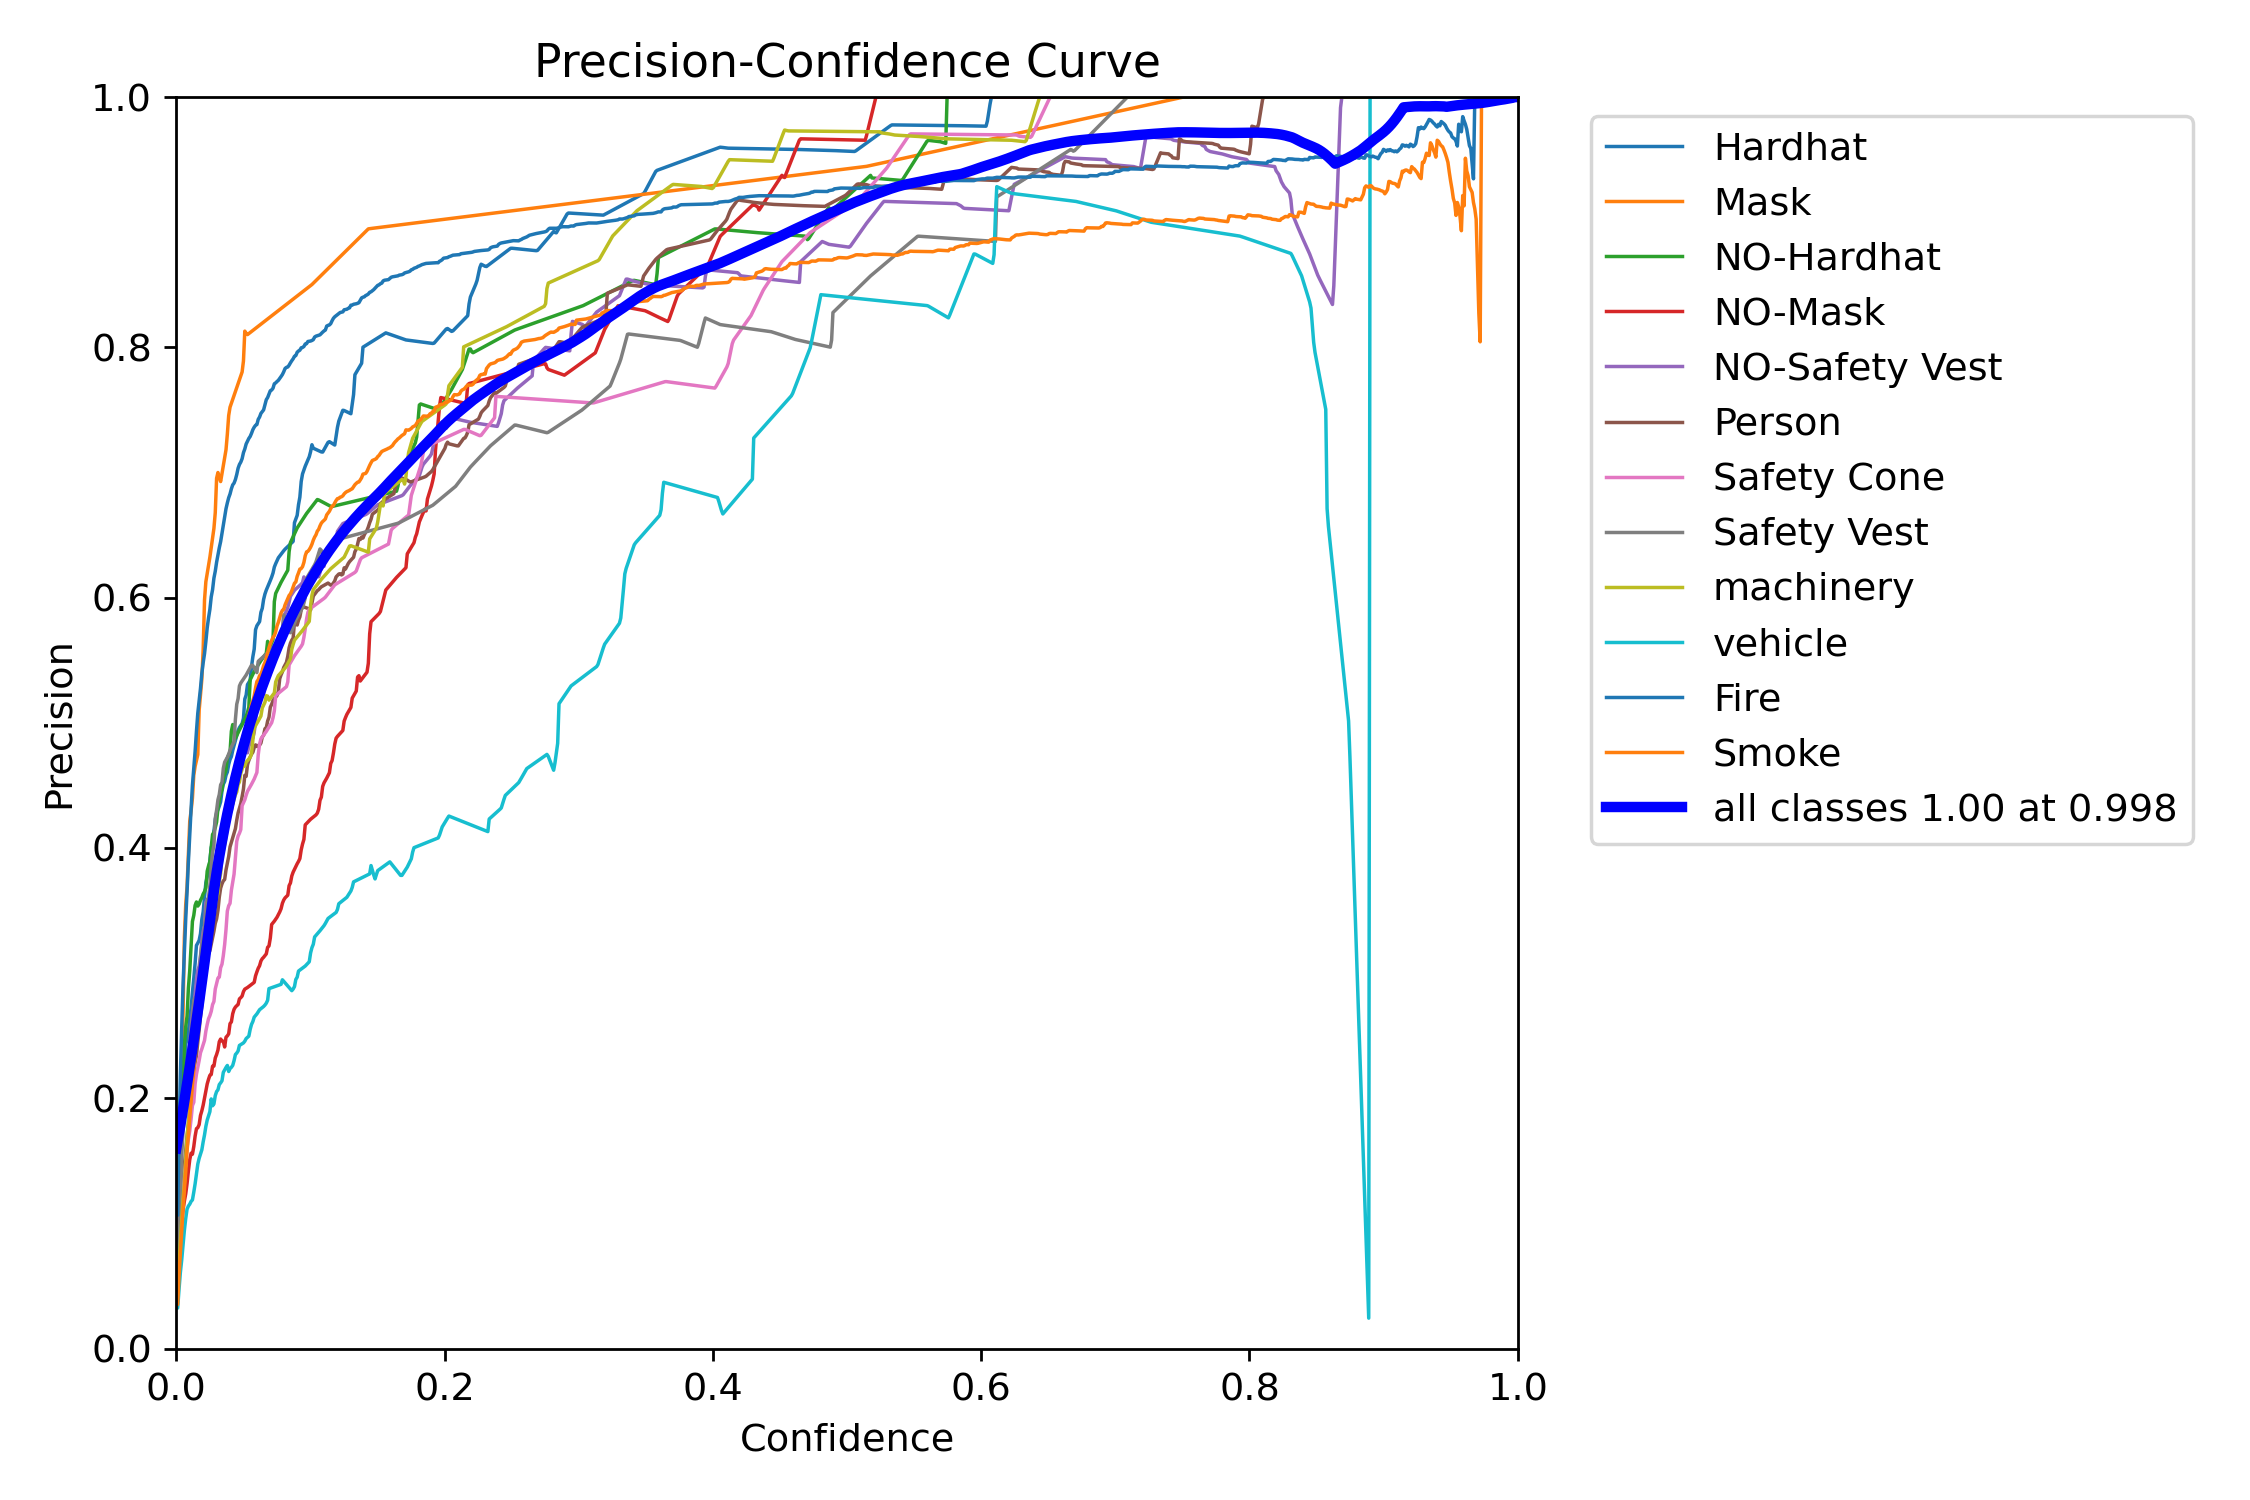 Precision-Confidence Curve
1.0
0.8
0.6
0.4
0.2
0.0
Precision
0.0 0.2 0.4 0.6 0.8 1.0
Confidence
Hardhat
Mask
NO-Hardhat
NO-Mask
NO-Safety Vest
Person
Safety Cone
Safety Vest
machinery
vehicle
Fire
Smoke
all classes 1.00 at 0.998